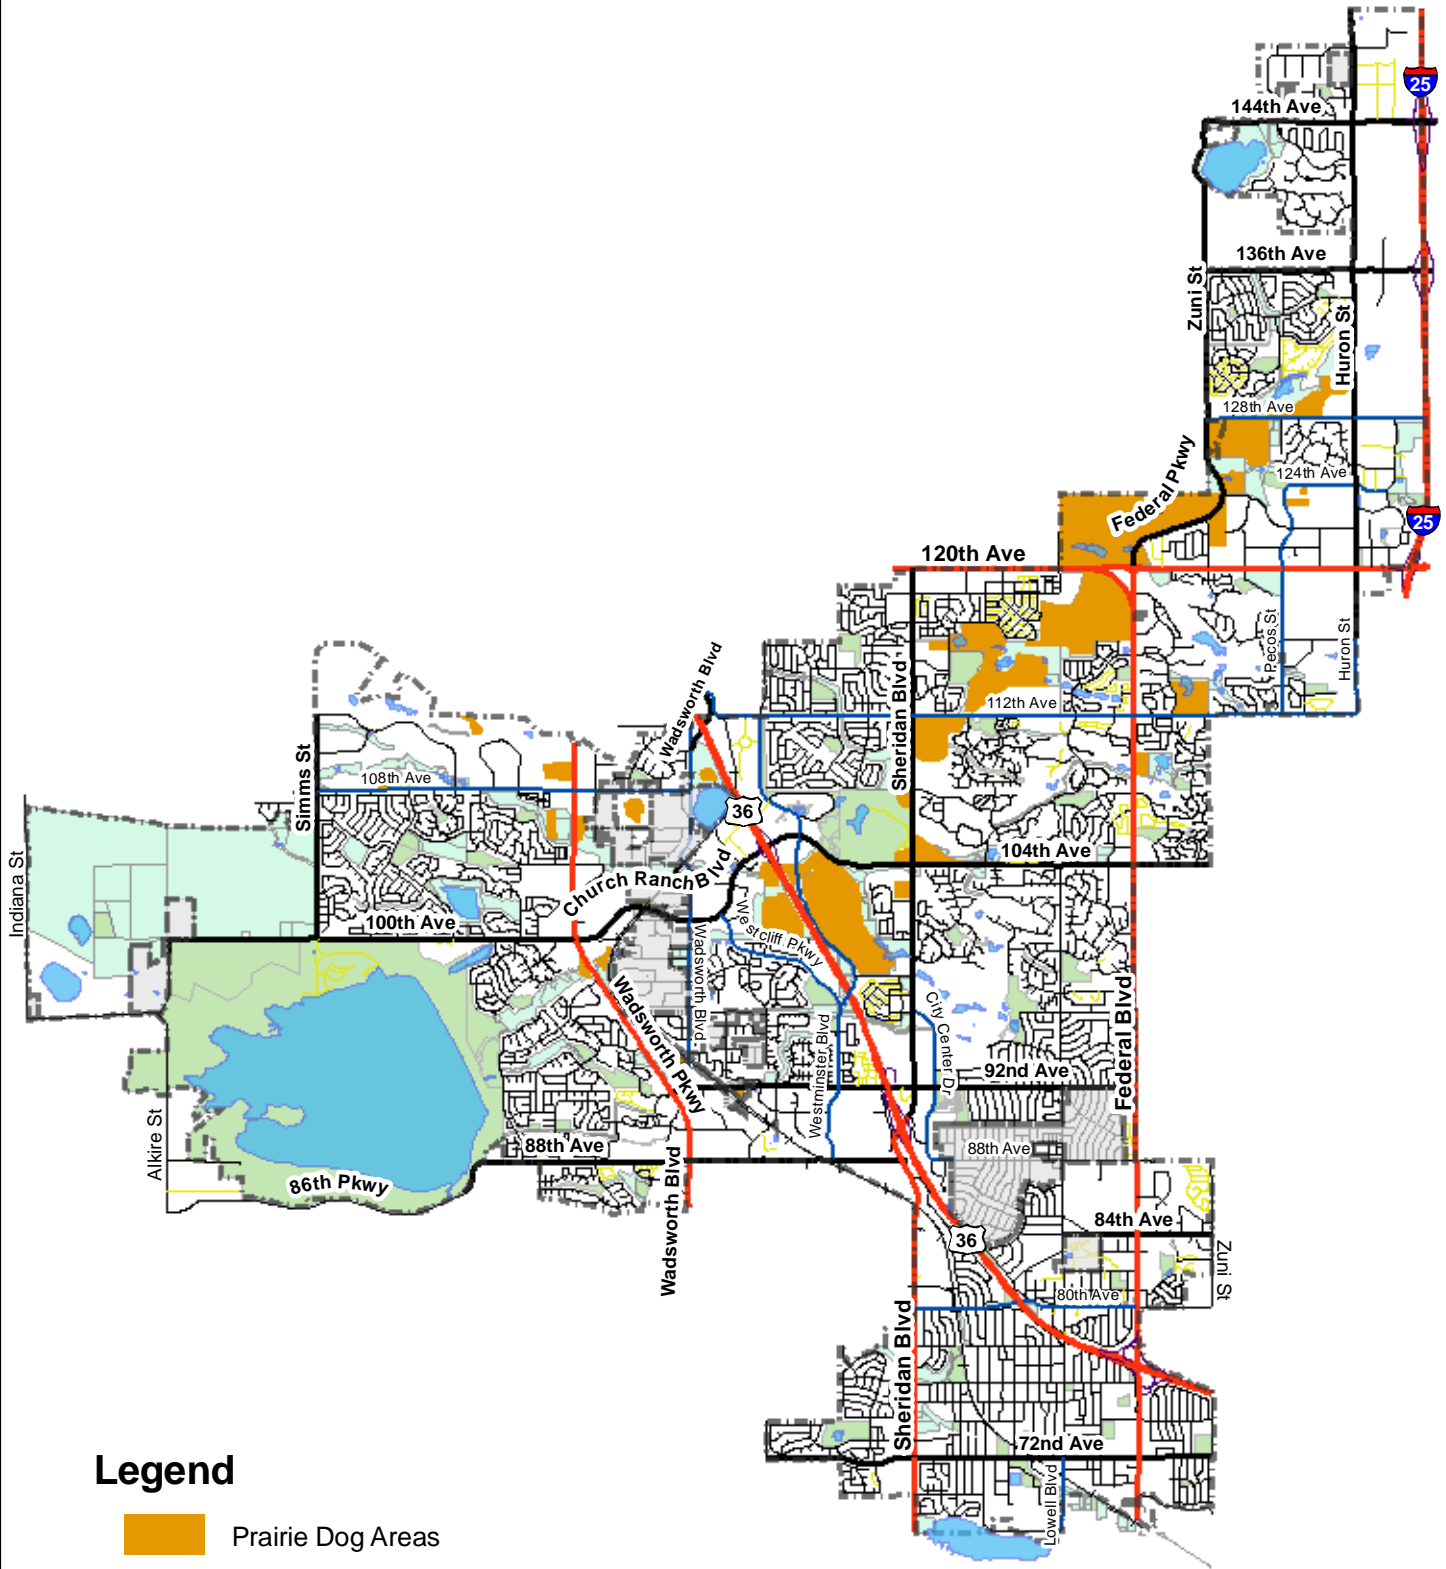 25
144th Ave
136th Ave
Zuni St
Huron St
128th Ave
124th Ave
Federal Pkwy
25
120th Ave
Pecos St
Huron St
Sheridan Blvd
112th Ave
Wadsworth Blvd
Simms St
108th Ave
36
104th Ave
Church Ranch Blvd
Indiana St
100th Ave
Westcliff Pkwy
Wadsworth Blvd
Wadsworth Pkwy
City Center Dr
Federal Blvd
Westminster Blvd
92nd Ave
Alkire St
88th Ave
88th Ave
86th Pkwy
Wadsworth Blvd
84th Ave
36
Zuni St
80th Ave
Sheridan Blvd
72nd Ave
Lowell Blvd
Legend
Prairie Dog Areas